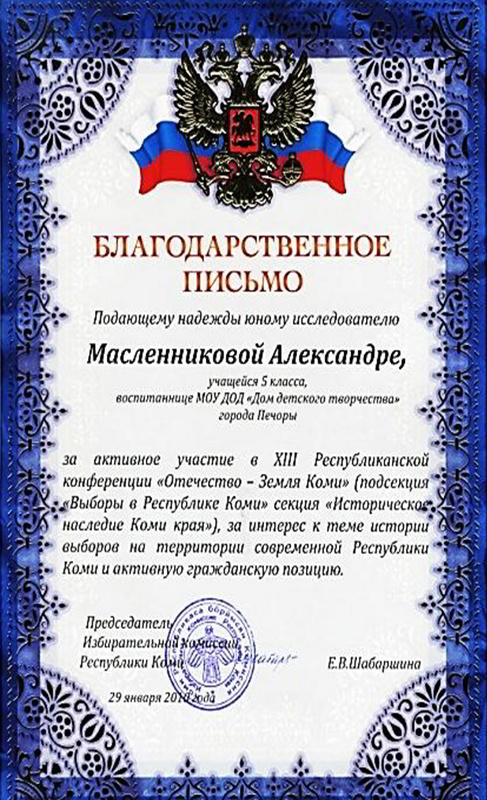 БЛАГОДАРСТВЕННОЕ
ПИСЬМО
Подающему надежды юному исследователю
Масленниковой Александре,
учащейся 5 класса,
воспитаннице МОУ ДОД «Дом детского творчества»
города Печоры
за активное участие в XIII Республиканской
конференции «Отечество – Земля Коми» (подсекция
«Выборы в Республике Коми» секция «Историческое
наследие Коми края»), за интерес к теме истории
выборов на территории современной Республики
Коми и активную гражданскую позицию.
Председатель
Избирательной комиссии
Республики Коми
Е.В.Шабаршина
29 января 2010 года